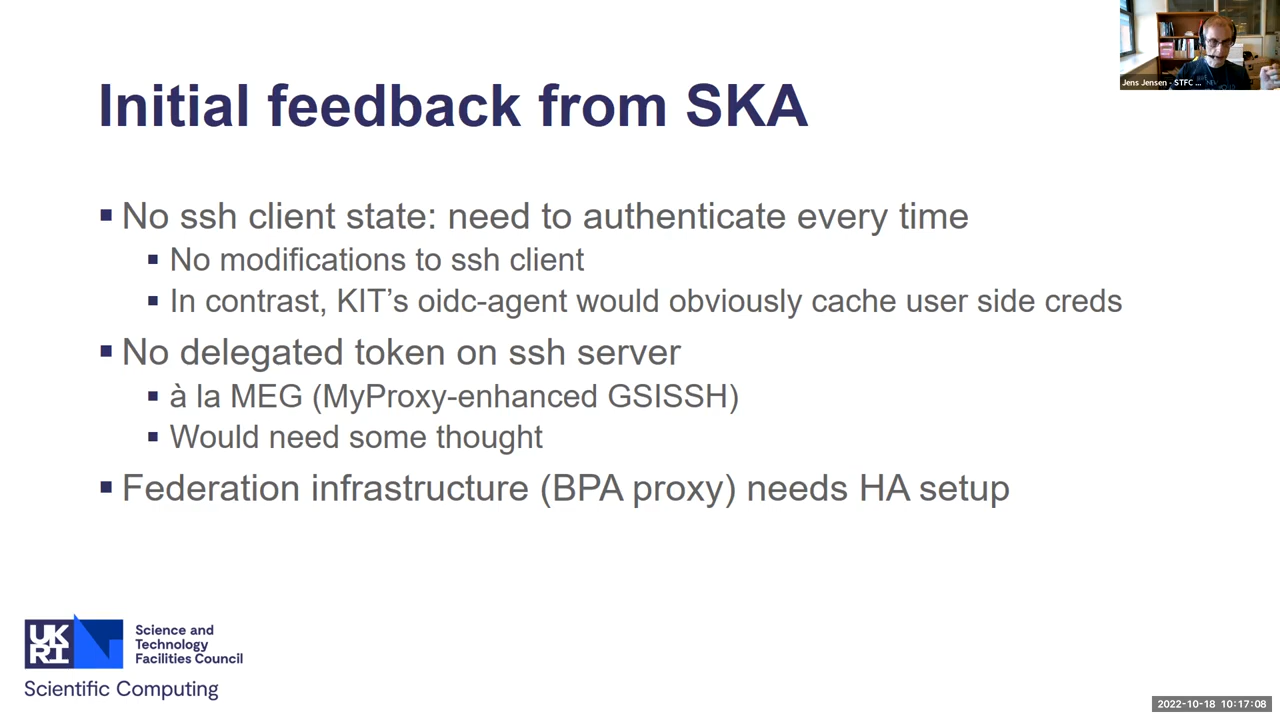 Jens Jensen - STFC ...
Initial feedback from SKA
No ssh client state: need to authenticate every time
No modifications to ssh client
In contrast, KIT’s oidc-agent would obviously cache user side creds
No delegated token on ssh server
à la MEG (MyProxy-enhanced GSISSH)
Would need some thought
Federation infrastructure (BPA proxy) needs HA setup
UK
RI
Science and
Technology
Facilities Council
Scientific Computing
2022-10-18 10:17:08